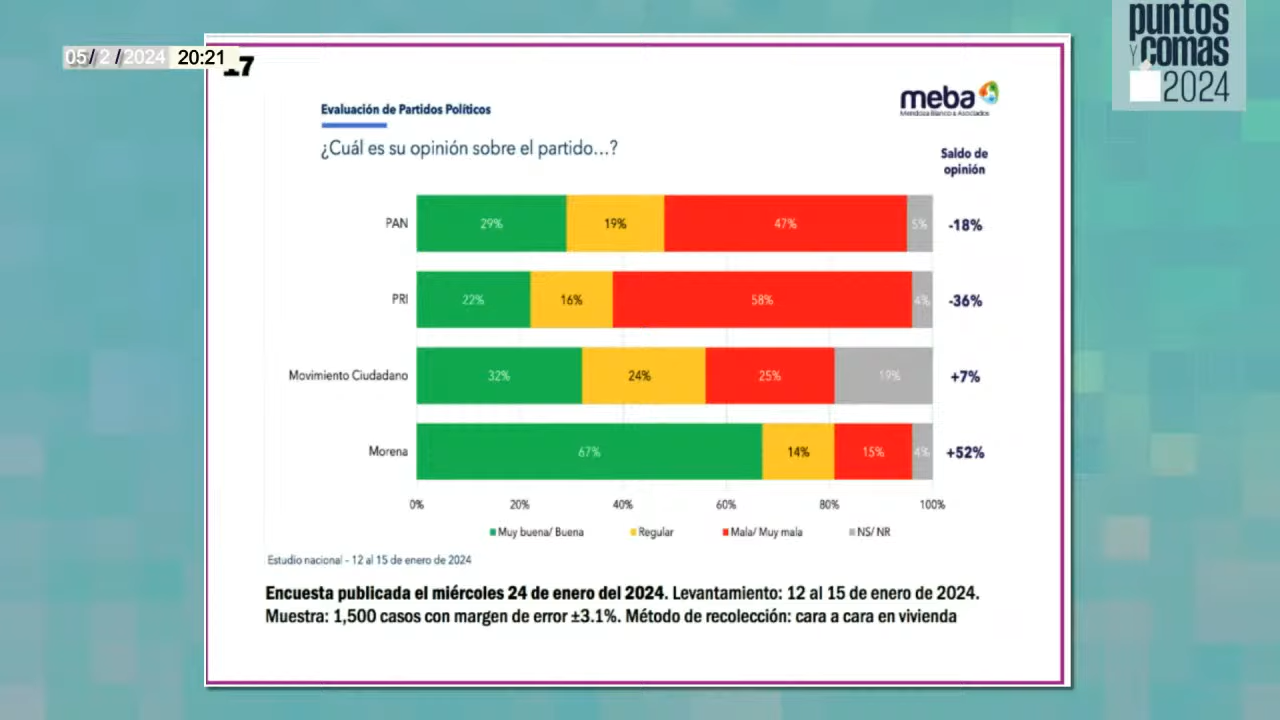 puntos
y comas
2024
05/ 2 /2024 20:21
17
meba
Mendoza Blanco & Asociados
Evaluación de Partidos Políticos
¿Cuál es su opinión sobre el partido...?
Saldo de
opinión
PAN 29% 19% 47% 5% -18%
PRI 22% 16% 58% 4% -36%
Movimiento Ciudadano 32% 24% 25% 19% +7%
Morena 67% 14% 15% 4% +52%
0% 20% 40% 60% 80% 100%
Muy buena/ Buena Regular Mala/ Muy mala NS/ NR
Estudio nacional - 12 al 15 de enero de 2024
Encuesta publicada el miércoles 24 de enero del 2024. Levantamiento: 12 al 15 de enero de 2024.
Muestra: 1,500 casos con margen de error ±3.1%. Método de recolección: cara a cara en vivienda